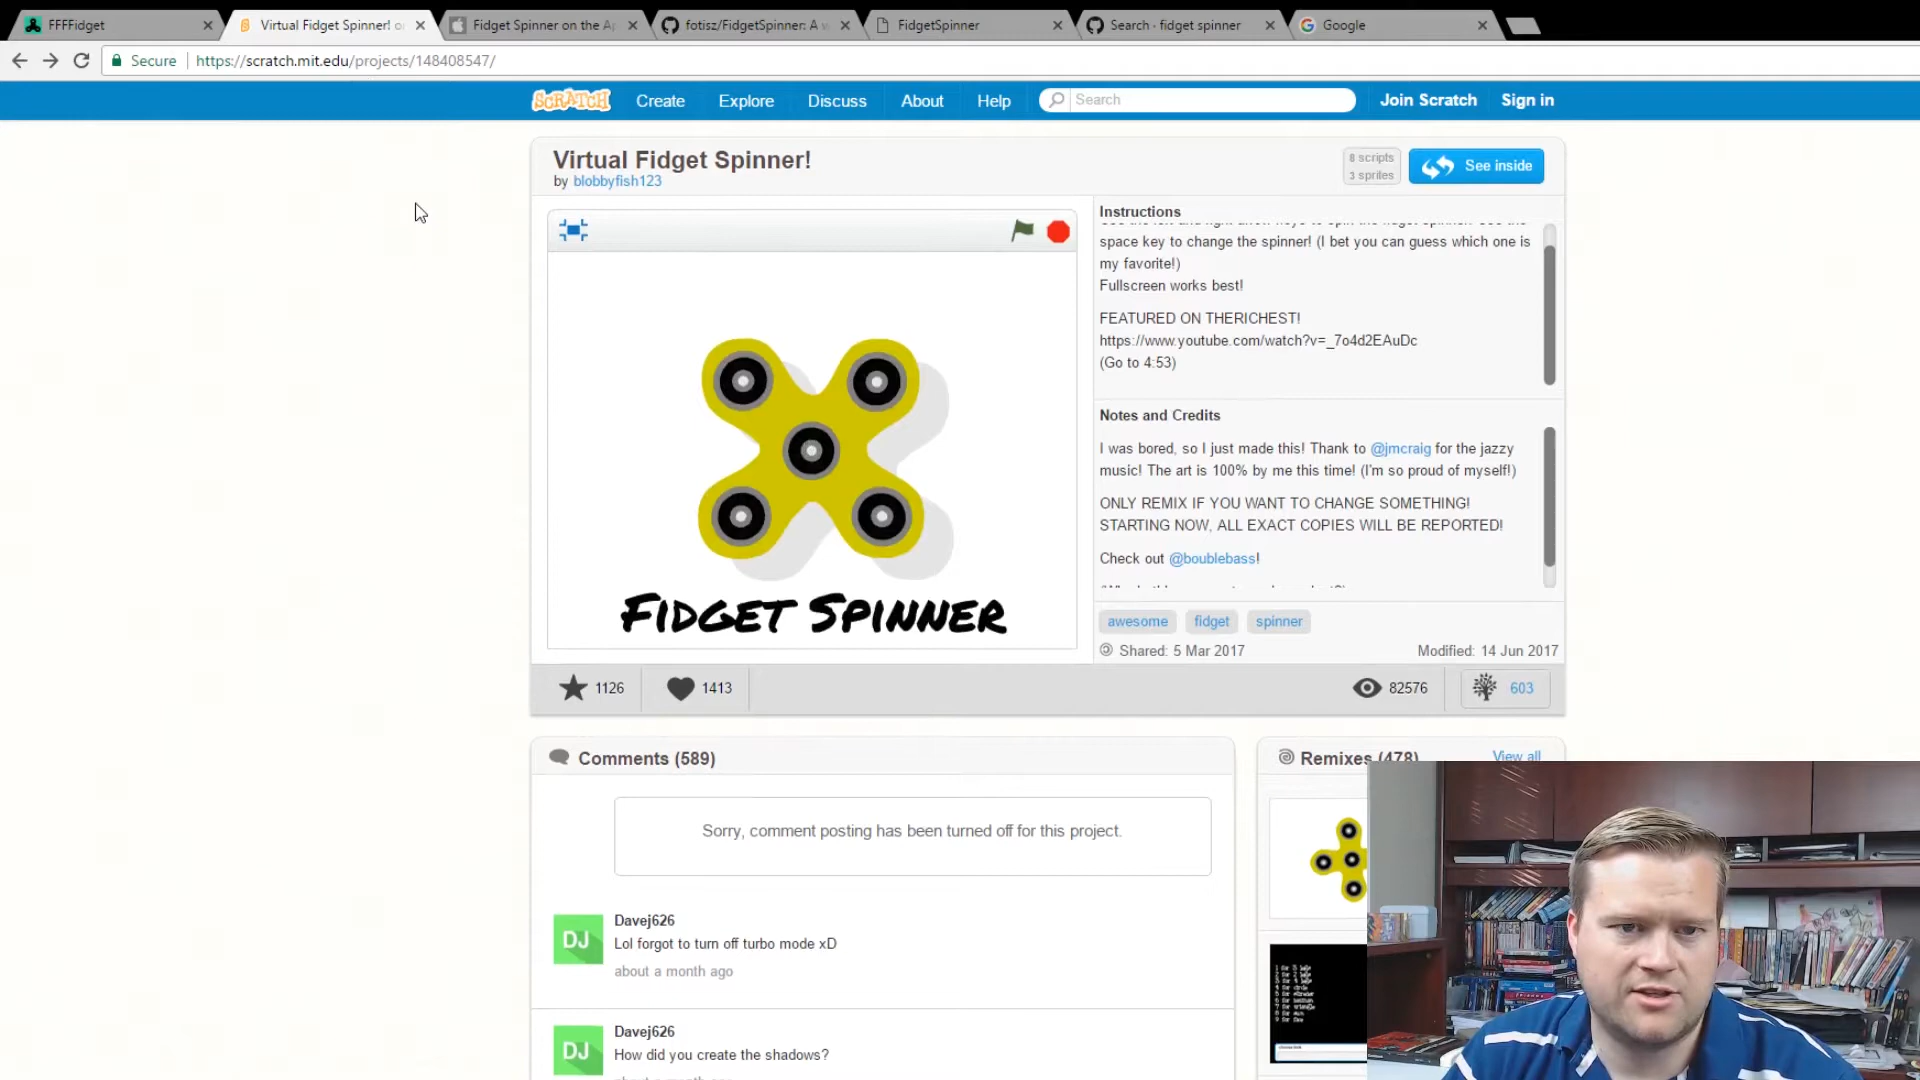 FFFFidget
Virtual Fidget Spinner!
Fidget Spinner on the Ap
fotisz/FidgetSpinner: A
FidgetSpinner
Search · fidget spinner
Google
Secure
https://scratch.mit.edu/projects/148408547/
SCRATCH
Create
Explore
Discuss
About
Help
Search
Join Scratch
Sign in
Virtual Fidget Spinner!
by blobbyfish123
8 scripts
3 sprites
See inside
Instructions
space key to change the spinner! (I bet you can guess which one is
my favorite!)
Fullscreen works best!
FEATURED ON THERICHEST!
https://www.youtube.com/watch?v=_7o4d2EAuDc
(Go to 4:53)
Notes and Credits
I was bored, so I just made this! Thank to @jmcraig for the jazzy
music! The art is 100% by me this time! (I'm so proud of myself!)
ONLY REMIX IF YOU WANT TO CHANGE SOMETHING!
STARTING NOW, ALL EXACT COPIES WILL BE REPORTED!
Check out @boublebass!
FIDGET SPINNER
awesome
fidget
spinner
Shared: 5 Mar 2017
Modified: 14 Jun 2017
1126
1413
82576
603
Comments (589)
Remixes (478)
View all
Sorry, comment posting has been turned off for this project.
DJ
Davej626
Lol forgot to turn off turbo mode xD
about a month ago
DJ
Davej626
How did you create the shadows?